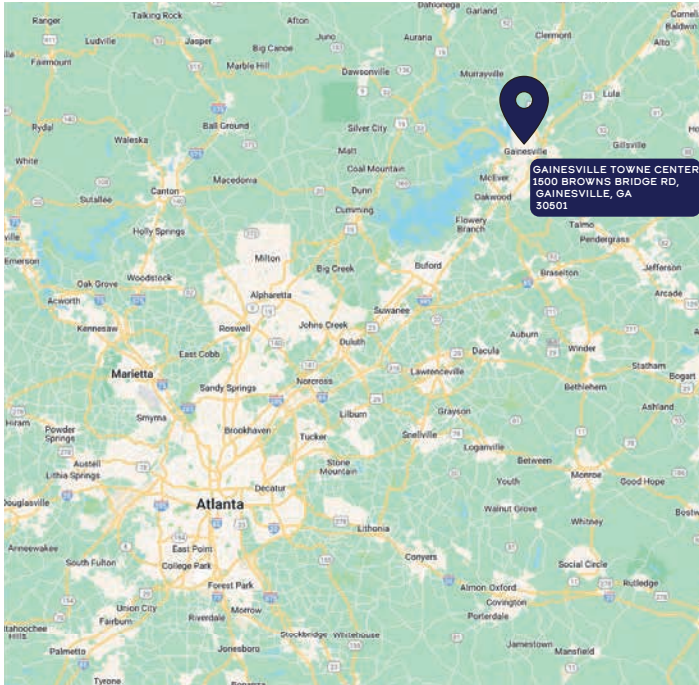 Dahlonega
Corneli
Ranger
Talking Rock
Afton
Garland
Baldwin
Ludville
Jasper
Juno
Auraria
Clermont
Alto
Fairmount
Big Canoe
Marble Hill
Dawsonville
Murrayville
Lula
Rydal
Ball Ground
Silver City
White
Waleska
Matt
Gainesville
Gillsville
Macedonia
Coal Mountain
McEver
GAINESVILLE TOWNE CENTER
1500 BROWNS BRIDGE RD,
GAINESVILLE, GA
30501
Canton
Dunn
Oakwood
Sutallee
Cumming
Flowery
Branch
Talmo
Holly Springs
Pendergrass
ville
Emerson
Milton
Big Creek
Buford
Braselton
Jefferson
Oak Grove
Woodstock
Alpharetta
Arcade
Acworth
Suwanee
Kennesaw
Roswell
Johns Creek
Duluth
Auburn
Winder
East Cobb
Dacula
Marietta
Sandy Springs
Norcross
Lawrenceville
Statham
Bogart
Bethlehem
Smyrna
Lilburn
Grayson
Ashland
Hiram
Powder
Springs
Brookhaven
Tucker
Snellville
Loganville
Between
Austell
Lithia Springs
Stone
Mountain
Youth
Monroe
Good Hope
Decatur
Douglasville
Atlanta
Walnut Grove
Bostw
Lithonia
Whitney
Anneewakee
East Point
South Fulton
College Park
Conyers
Social Circle
Forest Park
Almon
Oxford
Rutledge
Union City
Covington
Fairburn
Riverdale
Morrow
Porterdale
ttahoochee
Hills
Stockbridge
Whitehouse
Jamestown
Palmetto
Jonesboro
Mansfield
Tyrone
Bonanza